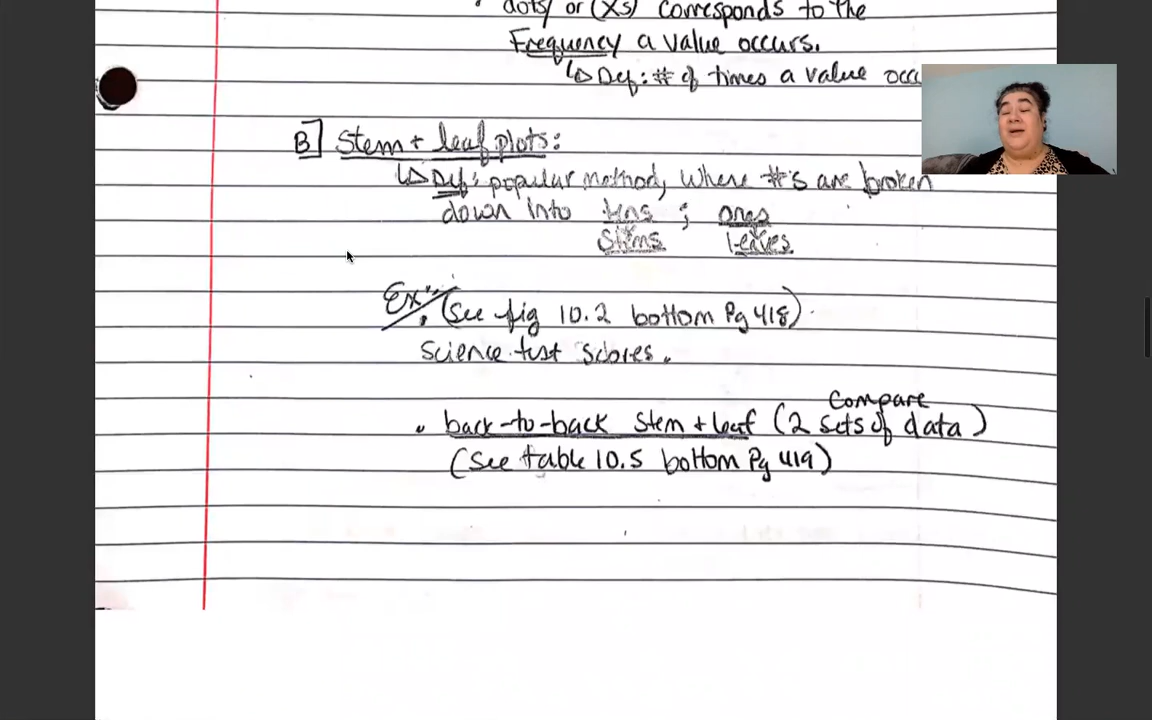 dots/ or (Xs) corresponds to the
Frequency a value occurs.
↳ Def: # of times a value occu
B] Stem + leaf plots:
↳ Def: popular method, where #'s are broken
down into tens ; ones
Stems Leaves
Ex: (see fig 10.2 bottom Pg 418)
science test scores.
Compare
• back-to-back stem + leaf (2 sets of data)
(See table 10.5 bottom Pg 419)